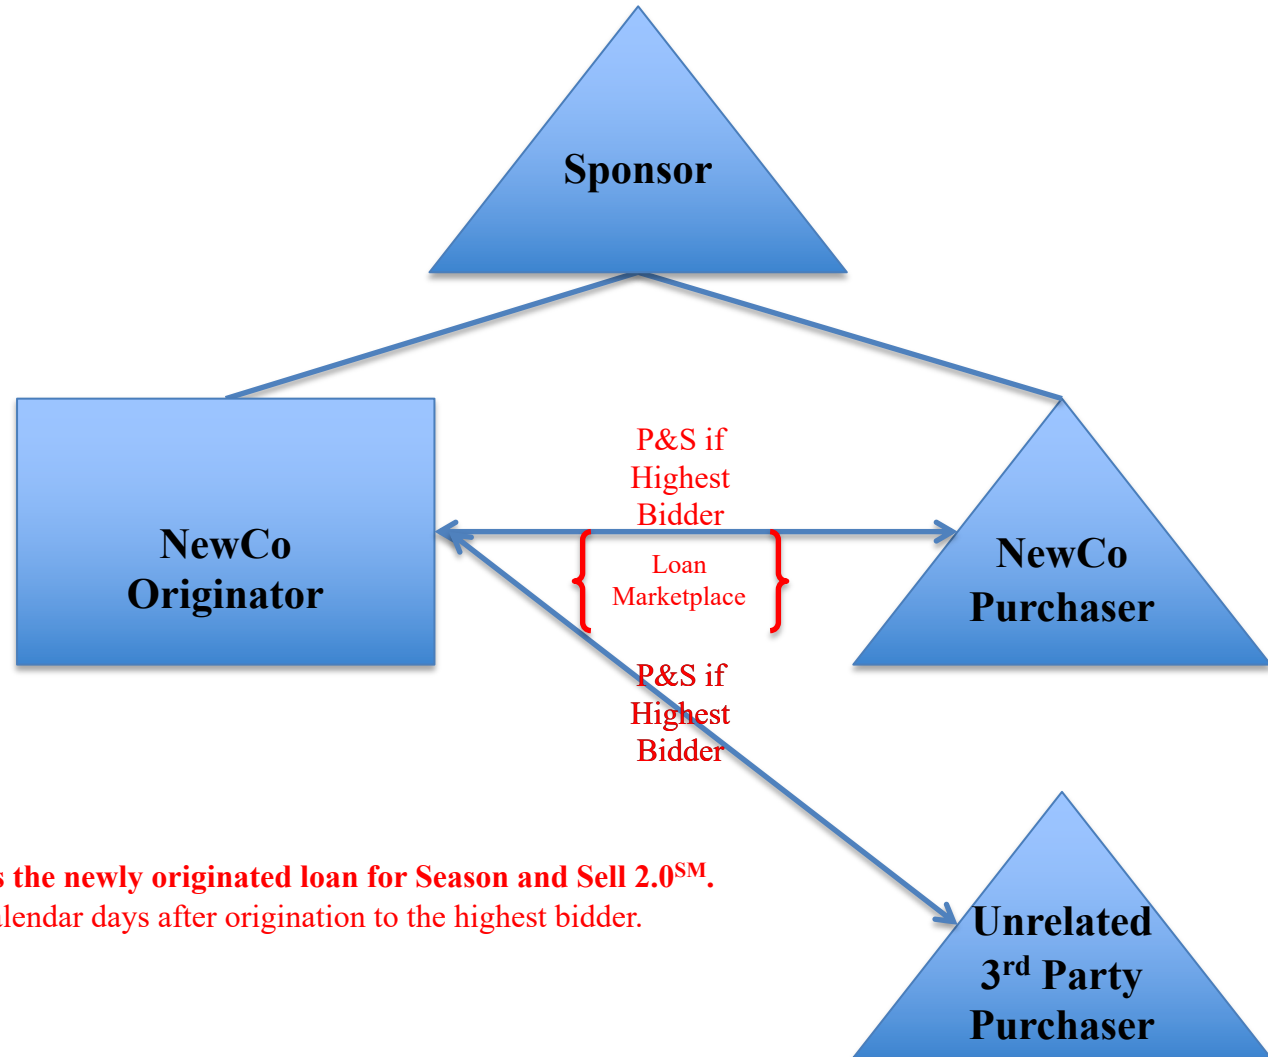 Sponsor
P&S if
Highest
Bidder
NewCo
Originator
Loan
Marketplace
NewCo
Purchaser
P&S if
Highest
Bidder
the newly originated loan for Season and Sell 2.0SM.
days after origination to the highest bidder.
Unrelated
3rd Party
Purchaser